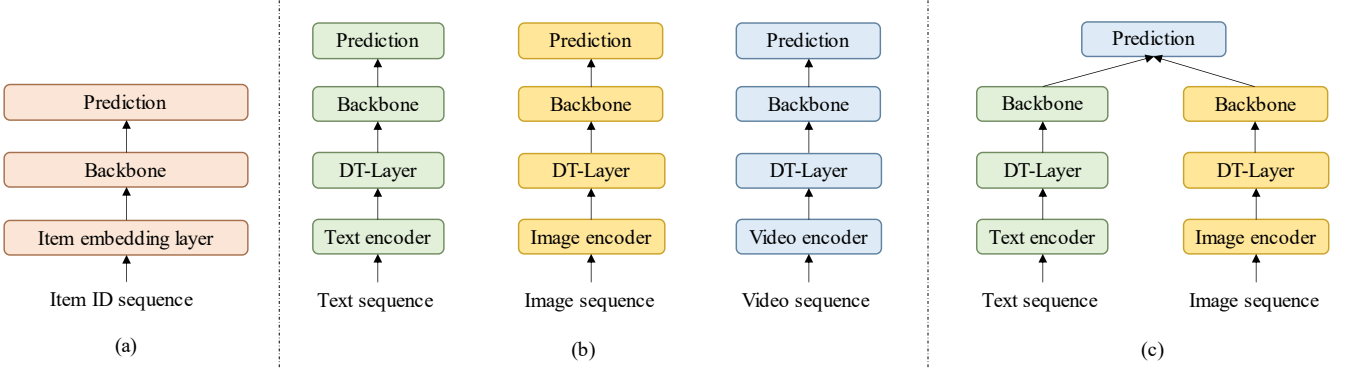 Prediction
Backbone
Item embedding layer
Item ID sequence
(a)
Prediction
Backbone
DT-Layer
Text encoder
Text sequence
Prediction
Backbone
DT-Layer
Image encoder
Image sequence
Prediction
Backbone
DT-Layer
Video encoder
Video sequence
(b)
Prediction
Backbone
DT-Layer
Text encoder
Text sequence
Backbone
DT-Layer
Image encoder
Image sequence
(c)